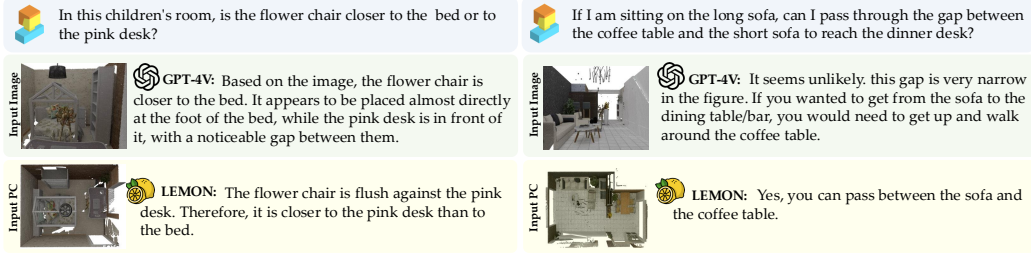 In this children's room, is the flower chair closer to the bed or to
the pink desk?
Input Image
GPT-4V: Based on the image, the flower chair is
closer to the bed. It appears to be placed almost directly
at the foot of the bed, while the pink desk is in front of
it, with a noticeable gap between them.
Input PC
LEMON: The flower chair is flush against the pink
desk. Therefore, it is closer to the pink desk than to
the bed.
If I am sitting on the long sofa, can I pass through the gap between
the coffee table and the short sofa to reach the dinner desk?
Input Image
GPT-4V: It seems unlikely. this gap is very narrow
in the figure. If you wanted to get from the sofa to the
dining table/bar, you would need to get up and walk
around the coffee table.
Input PC
LEMON: Yes, you can pass between the sofa and
the coffee table.